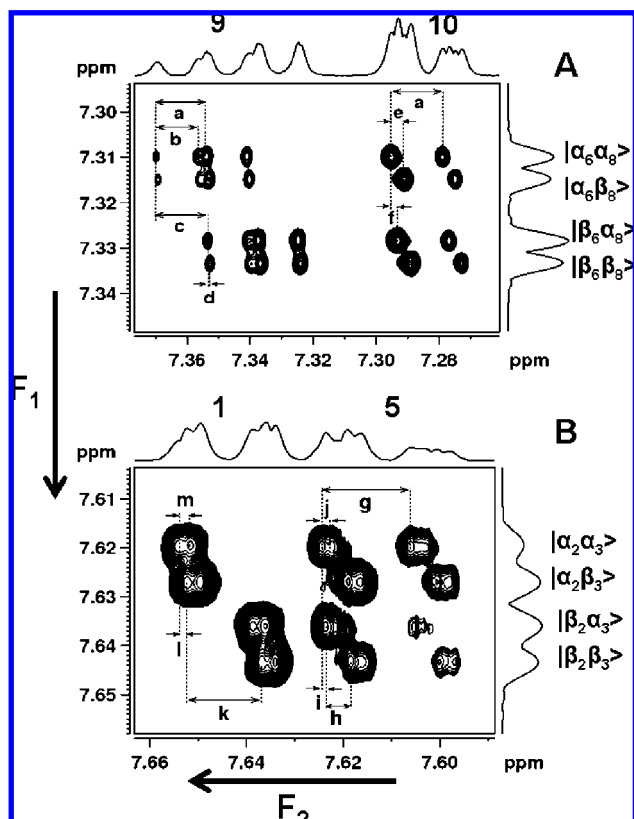 9 10
ppm A
7.30
a a
b e
7.31 |α₆α₈>
|α₆β₈>
7.32
c f
|β₆α₈>
7.33
|β₆β₈>
d
7.34
7.36 7.34 7.32 7.30 7.28 ppm
F₁
1 5
ppm B
7.61
m j g
7.62 |α₂α₃>
|α₂β₃>
7.63
|β₂α₃>
7.64
l |β₂β₃>
k i h
7.65
7.66 7.64 7.62 7.60 ppm
F₂